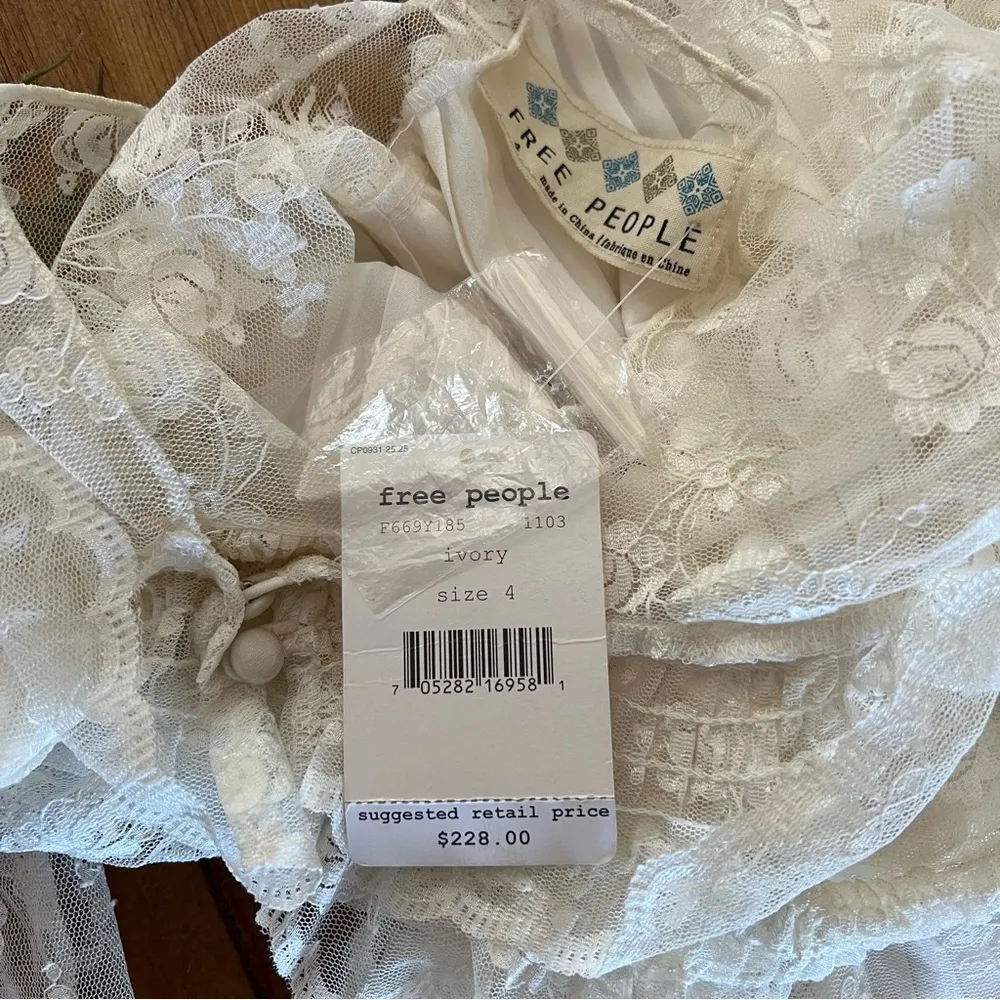 FREE PEOPLE
made in China / fabriqué en Chine
CP0931 25.25
free people
F669Y185 1103
ivory
size 4
7 05282 16958 1
suggested retail price
$228.00